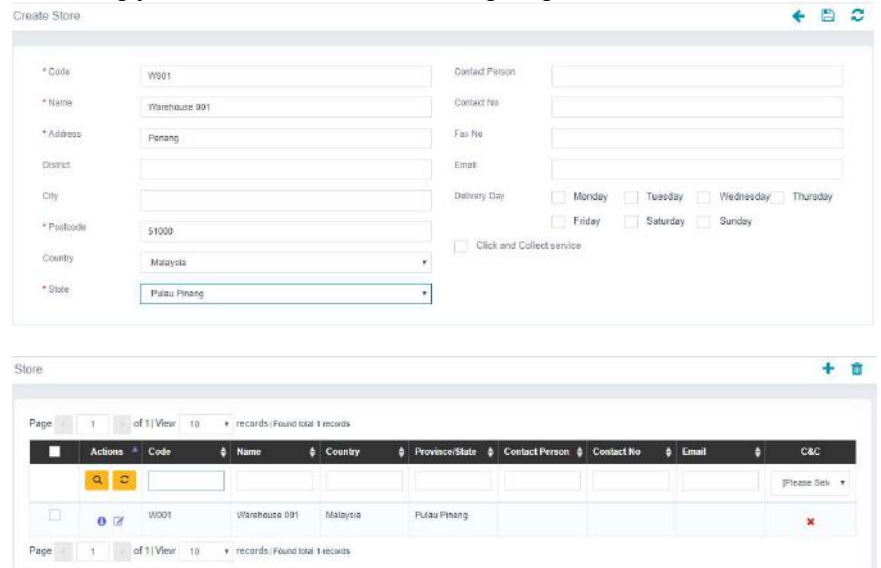 Create Store
* Code W001 Contact Person
* Name Warehouse 001 Contact No
* Address Penang Fax No
District Email
City Delivery Day Monday Tuesday Wednesday Thursday
* Postcode 51000 Friday Saturday Sunday
Country Malaysia Click and Collect service
* State Pulau Pinang
Store
Page 1 of 1 | View 10 records | Found total 1 records
Actions Code Name Country Province/State Contact Person Contact No Email C&C
[Please Sele
W001 Warehouse 001 Malaysia Pulau Pinang
Page 1 of 1 | View 10 records | Found total 1 records